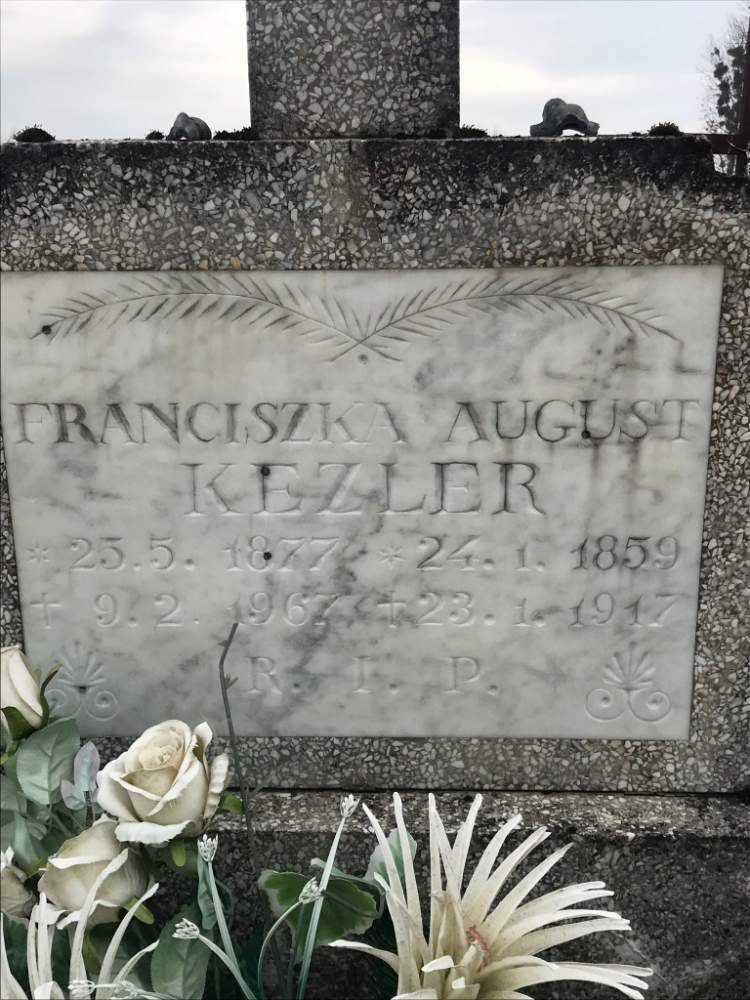 FRANCISZKA AUGUST
KEZLER
* 25.5. 1877 * 24. 1. 1859
† 9. 2. 1967 † 23. 1. 1917
R. I. P.